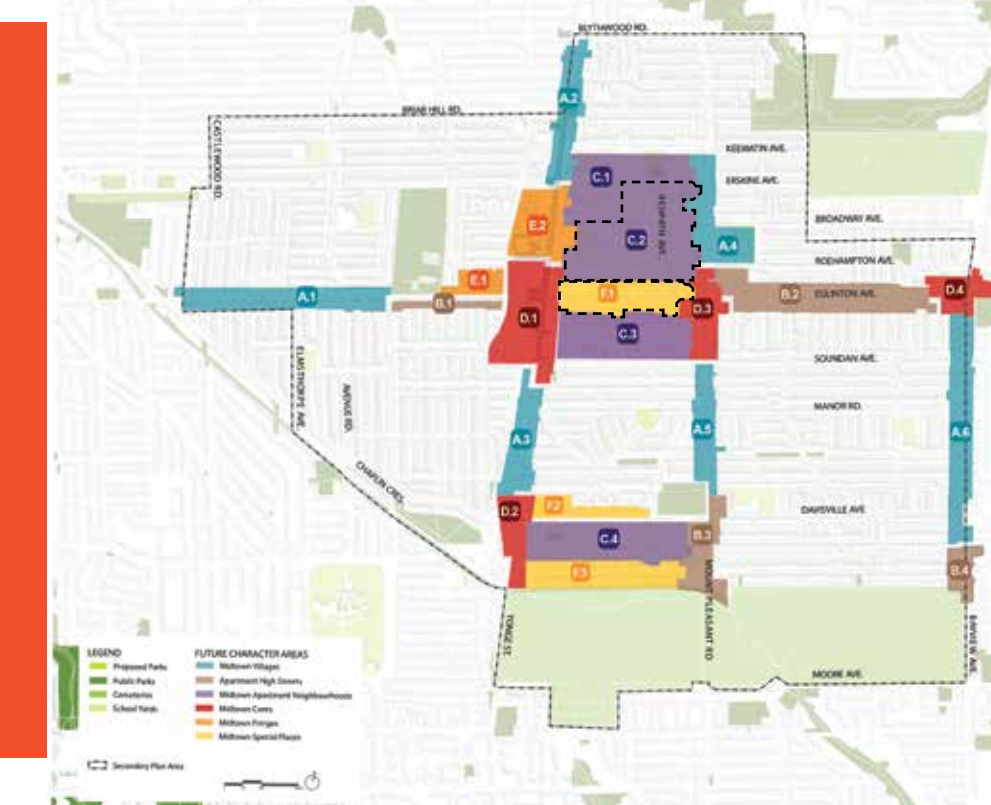 BLYTHWOOD RD.
A.2
BRIAR HILL RD.
CASTLEWOOD RD.
KEEWATIN AVE.
C.1
ERSKINE AVE.
REDPATH AVE.
BROADWAY AVE.
E.2
C.2
A.4
ROEHAMPTON AVE.
E.1
A.1
B.1
F.1
D.3
B.2
EGLINTON AVE.
D.4
D.1
C.3
ELMSTHORPE AVE.
SOUDAN AVE.
AVENUE RD.
MANOR RD.
A.3
A.5
A.6
CHAPLIN CRES.
D.2
F.2
DAVISVILLE AVE
C.4
B.3
F.3
B.4
MOUNT PLEASANT RD
YONGE ST.
BAYVIEW AVE.
MOORE AVE.
LEGEND
Proposed Parks
Public Parks
Cemeteries
School Yards
Secondary Plan Area
FUTURE CHARACTER AREAS
Midtown Villages
Apartment High Streets
Midtown Apartment Neighbourhoods
Midtown Cores
Midtown Fringes
Midtown Special Places